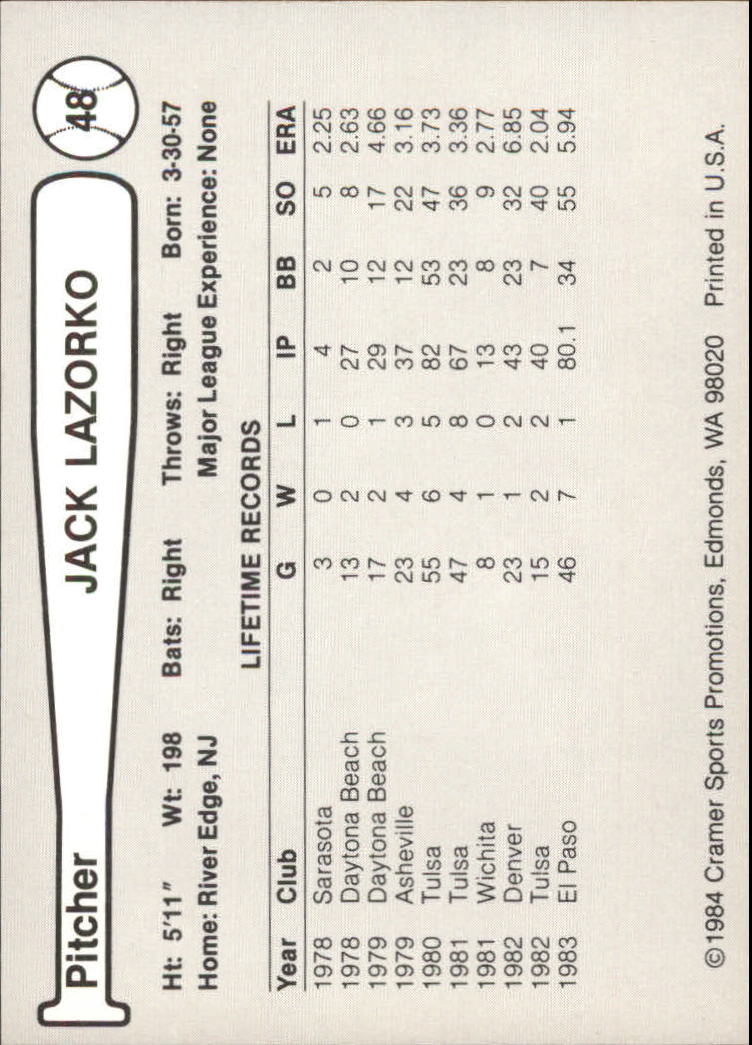 Pitcher JACK LAZORKO 48
Ht: 5'11" Wt: 198 Bats: Right Throws: Right Born: 3-30-57
Home: River Edge, NJ Major League Experience: None
LIFETIME RECORDS
Year Club G W L IP BB SO ERA
1978 Sarasota 3 0 1 4 2 5 2.25
1978 Daytona Beach 13 2 0 27 10 8 2.63
1979 Daytona Beach 17 2 1 29 12 17 4.66
1979 Asheville 23 4 3 37 12 22 3.16
1980 Tulsa 55 6 5 82 53 47 3.73
1981 Tulsa 47 4 8 67 23 36 3.36
1981 Wichita 8 1 0 13 8 9 2.77
1982 Denver 23 1 2 43 23 32 6.85
1982 Tulsa 15 2 2 40 7 40 2.04
1983 El Paso 46 7 1 80.1 34 55 5.94
©1984 Cramer Sports Promotions, Edmonds, WA 98020 Printed in U.S.A.